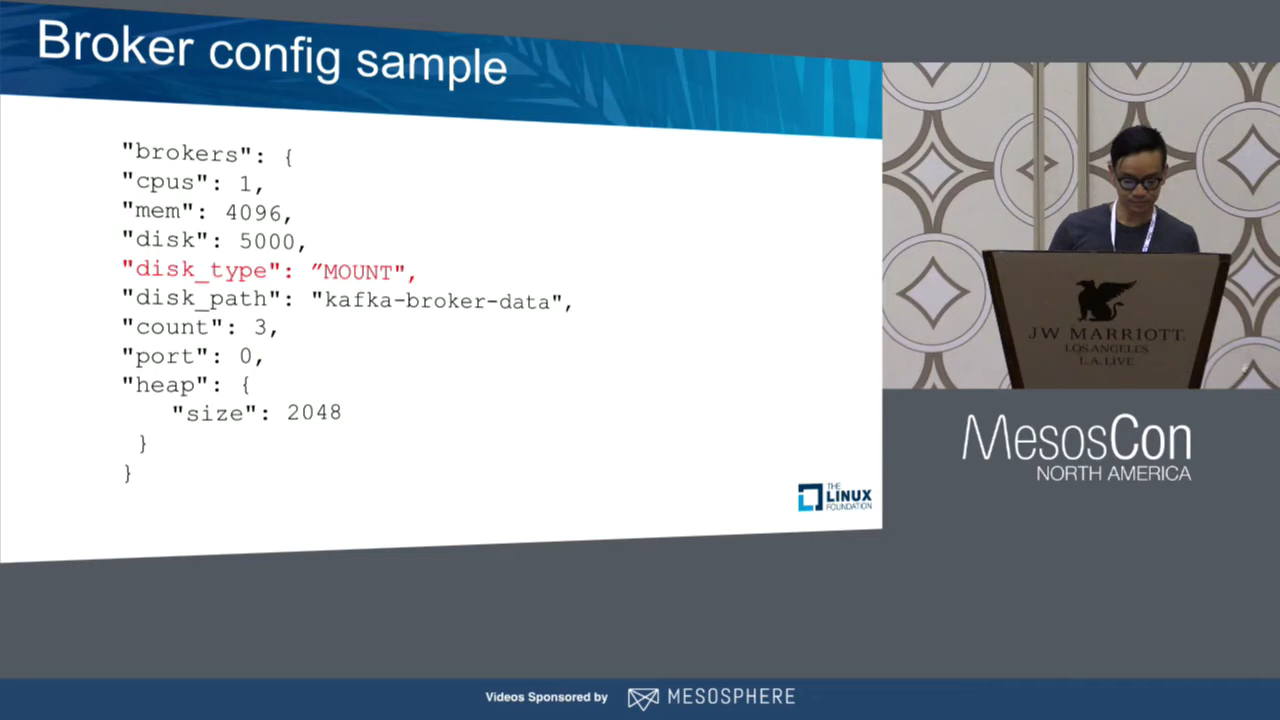 Broker config sample
"brokers": {
"cpus": 1,
"mem": 4096,
"disk": 5000,
"disk_type": ”MOUNT",
"disk_path": "kafka-broker-data",
"count": 3,
"port": 0,
"heap": {
"size": 2048
}
}
THE
LINUX
FOUNDATION
JW MARRIOTT.
LOS ANGELES
L.A. LIVE
MesosCon
NORTH AMERICA
Videos Sponsored by MESOSPHERE